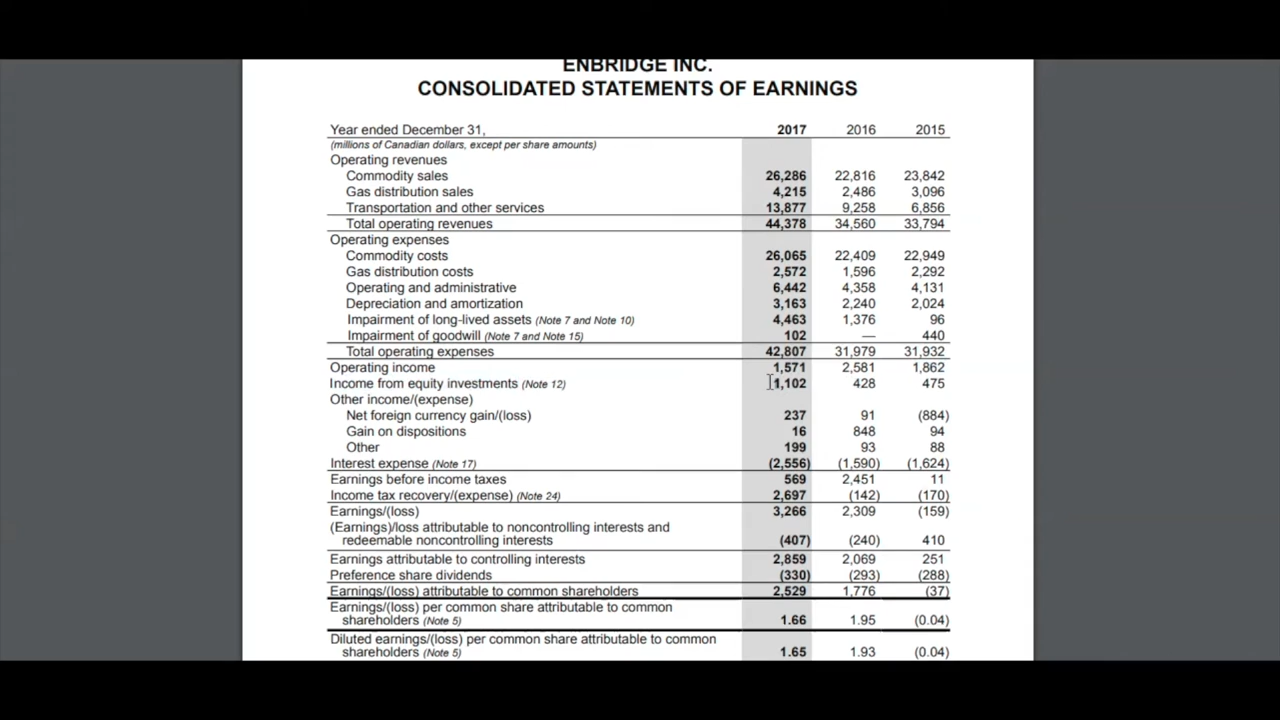 ENBRIDGE INC.
CONSOLIDATED STATEMENTS OF EARNINGS
Year ended December 31, 2017 2016 2015
(millions of Canadian dollars, except per share amounts)
Operating revenues
Commodity sales 26,286 22,816 23,842
Gas distribution sales 4,215 2,486 3,096
Transportation and other services 13,877 9,258 6,856
Total operating revenues 44,378 34,560 33,794
Operating expenses
Commodity costs 26,065 22,409 22,949
Gas distribution costs 2,572 1,596 2,292
Operating and administrative 6,442 4,358 4,131
Depreciation and amortization 3,163 2,240 2,024
Impairment of long-lived assets (Note 7 and Note 10) 4,463 1,376 96
Impairment of goodwill (Note 7 and Note 15) 102 — 440
Total operating expenses 42,807 31,979 31,932
Operating income 1,571 2,581 1,862
Income from equity investments (Note 12) 1,102 428 475
Other income/(expense)
Net foreign currency gain/(loss) 237 91 (884)
Gain on dispositions 16 848 94
Other 199 93 88
Interest expense (Note 17) (2,556) (1,590) (1,624)
Earnings before income taxes 569 2,451 11
Income tax recovery/(expense) (Note 24) 2,697 (142) (170)
Earnings/(loss) 3,266 2,309 (159)
(Earnings)/loss attributable to noncontrolling interests and
redeemable noncontrolling interests (407) (240) 410
Earnings attributable to controlling interests 2,859 2,069 251
Preference share dividends (330) (293) (288)
Earnings/(loss) attributable to common shareholders 2,529 1,776 (37)
Earnings/(loss) per common share attributable to common
shareholders (Note 5) 1.66 1.95 (0.04)
Diluted earnings/(loss) per common share attributable to common
shareholders (Note 5) 1.65 1.93 (0.04)